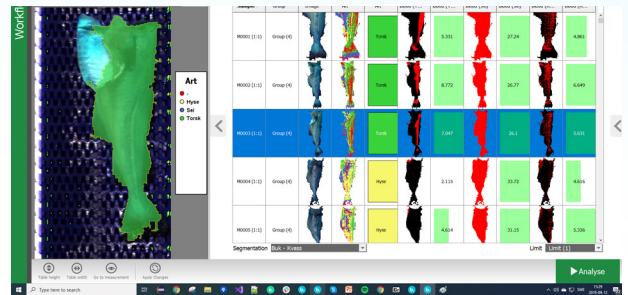 Workfl
Art
-
Hyse
Sei
Torsk
M0001 (1:1) Group (4) Torsk 5.331 27.24 4.861
M0002 (1:1) Group (4) Torsk 8.772 26.77 6.649
M0003 (1:1) Group (4) Torsk 7.047 26.1 5.631
M0004 (1:1) Group (4) Hyse 2.115 33.72 4.616
M0005 (1:1) Group (4) Hyse 4.614 31.15 5.336
Segmentation Buk - Kvass Limit Limit (1)
Table height Table width Go to measurement Apply Changes
Analyse
Type here to search
SWE